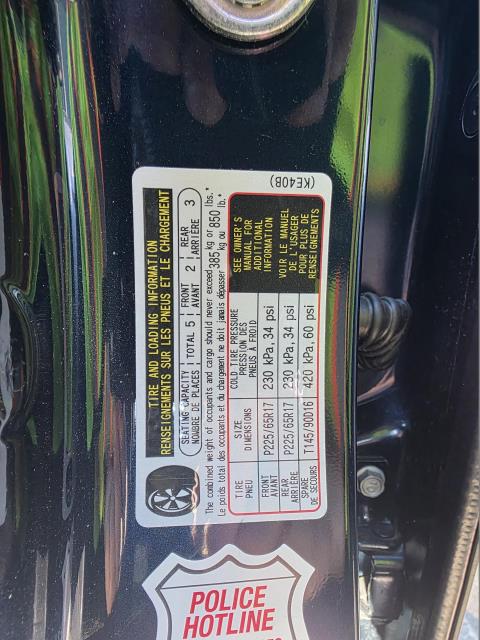 TIRE AND LOADING INFORMATION
RENSEIGNEMENTS SUR LES PNEUS ET LE CHARGEMENT
SEATING CAPACITY TOTAL 5 FRONT 2 REAR 3
NOMBRE DE PLACES AVANT ARRIÈRE
The combined weight of occupants and cargo should never exceed 385 kg or 850 lbs.*
Le poids total des occupants et du chargement ne doit jamais dépasser kg ou lb.*
TIRE SIZE COLD TIRE PRESSURE SEE OWNER'S MANUAL FOR ADDITIONAL INFORMATION
PNEU DIMENSIONS PRESSION DES PNEUS À FROID VOIR LE MANUEL DE L'USAGER POUR PLUS DE RENSEIGNEMENTS
FRONT AVANT P225/65R17 230 kPa, 34 psi
REAR ARRIÈRE P225/65R17 230 kPa, 34 psi
SPARE DE SECOURS T145/90D16 420 kPa, 60 psi
(KE40B)
POLICE
HOTLINE